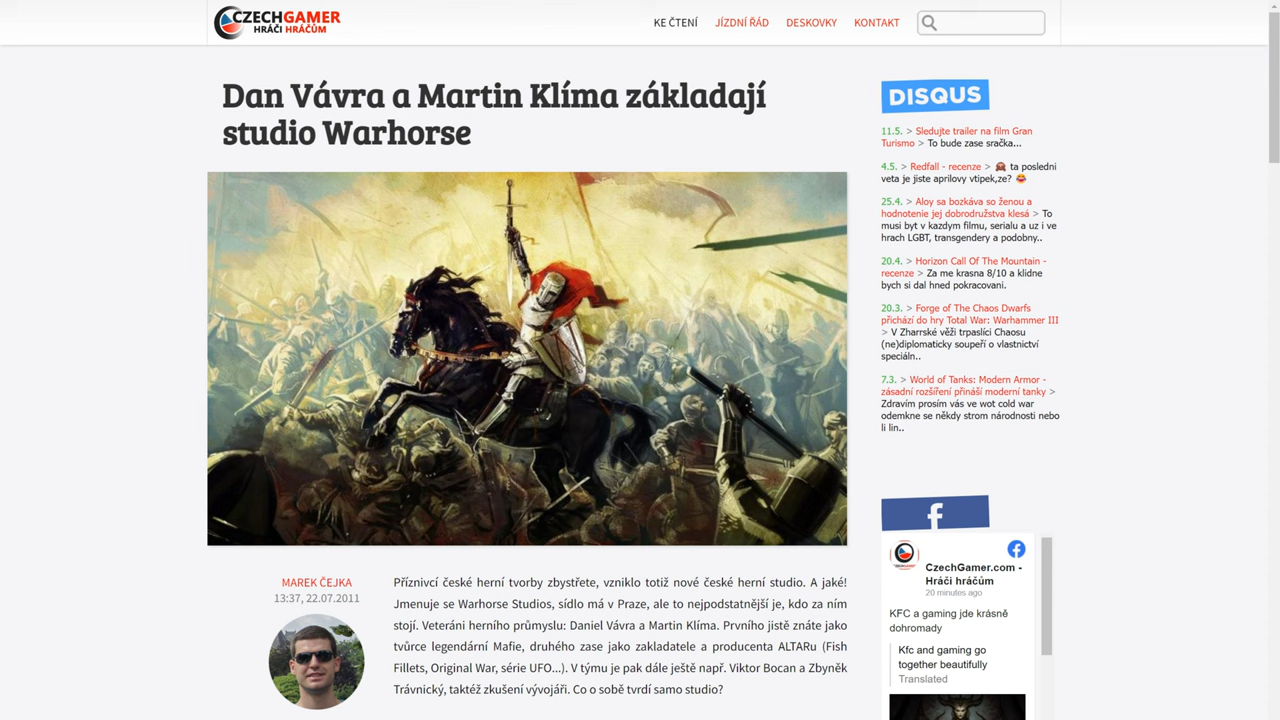 CZECHGAMER
HRÁČI HRÁČŮM
KE ČTENÍ
JÍZDNÍ ŘÁD
DESKOVKY
KONTAKT
Dan Vávra a Martin Klíma zakládají
studio Warhorse
MAREK ČEJKA
13:37, 22.07.2011
Příznivci české herní tvorby zbystřete, vzniklo totiž nové české herní studio. A jaké!
Jmenuje se Warhorse Studios, sídlo má v Praze, ale to nejpodstatnější je, kdo za ním
stojí. Veteráni herního průmyslu: Daniel Vávra a Martin Klíma. Prvního jistě znáte jako
tvůrce legendární Mafie, druhého zase jako zakladatele a producenta ALTARu (Fish
Fillets, Original War, série UFO...). V týmu je pak dále ještě např. Viktor Bocan a Zbyněk
Trávnický, taktéž zkušení vývojáři. Co o sobě tvrdí samo studio?
DISQUS
11.5. > Sledujte trailer na film Gran
Turismo > To bude zase sračka...
4.5. > Redfall - recenze > 🙈 ta posledni
veta je jiste aprilovy vtipek,ze? 😂
25.4. > Aloy sa bozkáva so ženou a
hodnotenie jej dobrodružstva klesá > To
musi byt v kazdym filmu, serialu a uz i ve
hrach LGBT, transgendery a podobny..
20.4. > Horizon Call Of The Mountain -
recenze > Za me krasna 8/10 a klidne
bych si dal hned pokracovani.
20.3. > Forge of The Chaos Dwarfs
přichází do hry Total War: Warhammer III
> V Zharrské věži trpaslíci Chaosu
(ne)diplomaticky soupeří o vlastnictví
speciáln..
7.3. > World of Tanks: Modern Armor -
zásadní rozšíření přináší moderní tanky >
Zdravím prosím vás ve wot cold war
odemkne se někdy strom národnosti nebo
li lin..
f
CzechGamer.com -
Hráči hráčům
20 minutes ago
KFC a gaming jde krásně
dohromady
Kfc and gaming go
together beautifully
Translated